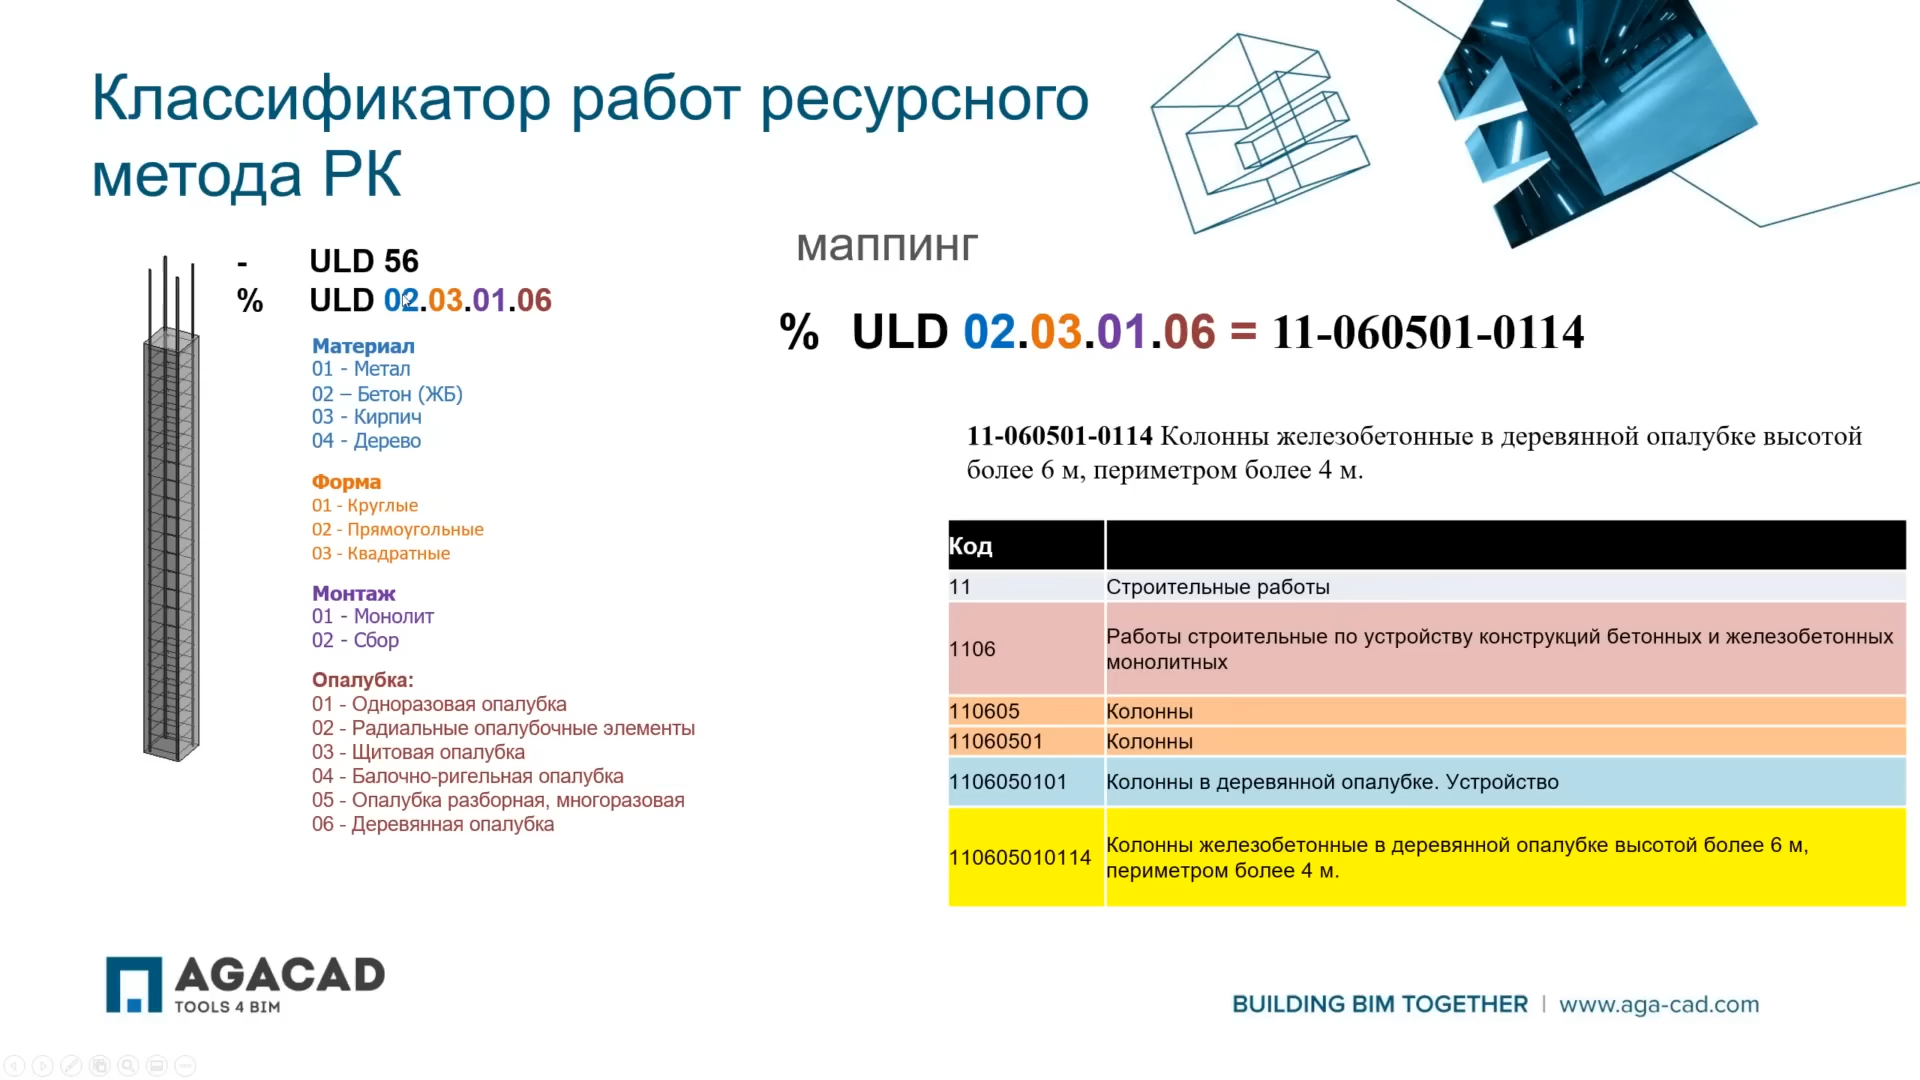 Классификатор работ ресурсного
метода РК
- ULD 56
% ULD 02.03.01.06
Материал
01 - Метал
02 – Бетон (ЖБ)
03 - Кирпич
04 - Дерево
Форма
01 - Круглые
02 - Прямоугольные
03 - Квадратные
Монтаж
01 - Монолит
02 - Сбор
Опалубка:
01 - Одноразовая опалубка
02 - Радиальные опалубочные элементы
03 - Щитовая опалубка
04 - Балочно-ригельная опалубка
05 - Опалубка разборная, многоразовая
06 - Деревянная опалубка
маппинг
% ULD 02.03.01.06 = 11-060501-0114
11-060501-0114 Колонны железобетонные в деревянной опалубке высотой
более 6 м, периметром более 4 м.
Код
11 Строительные работы
1106 Работы строительные по устройству конструкций бетонных и железобетонных
монолитных
110605 Колонны
11060501 Колонны
1106050101 Колонны в деревянной опалубке. Устройство
110605010114 Колонны железобетонные в деревянной опалубке высотой более 6 м,
периметром более 4 м.
AGACAD
TOOLS 4 BIM
BUILDING BIM TOGETHER | www.aga-cad.com